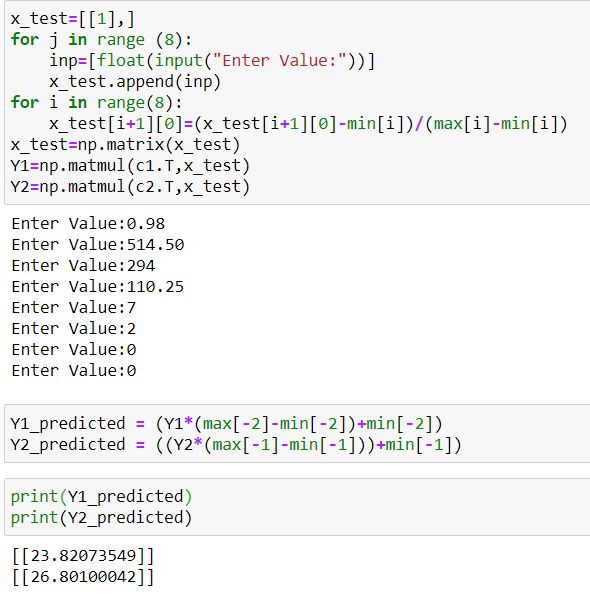 x_test=[[1],]
for j in range (8):
    inp=[float(input("Enter Value:"))]
    x_test.append(inp)
for i in range(8):
    x_test[i+1][0]=(x_test[i+1][0]-min[i])/(max[i]-min[i])
x_test=np.matrix(x_test)
Y1=np.matmul(c1.T,x_test)
Y2=np.matmul(c2.T,x_test)
Enter Value:0.98
Enter Value:514.50
Enter Value:294
Enter Value:110.25
Enter Value:7
Enter Value:2
Enter Value:0
Enter Value:0
Y1_predicted = (Y1*(max[-2]-min[-2])+min[-2])
Y2_predicted = ((Y2*(max[-1]-min[-1]))+min[-1])
print(Y1_predicted)
print(Y2_predicted)
[[23.82073549]]
[[26.80100042]]